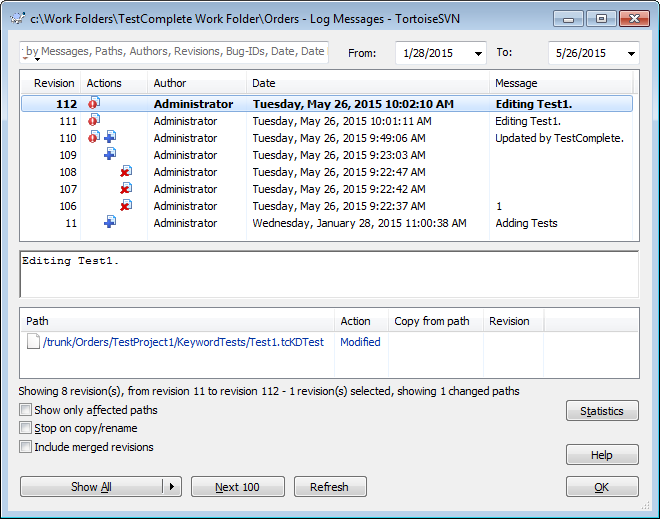 c:\Work Folders\TestComplete Work Folder\Orders - Log Messages - TortoiseSVN
by Messages, Paths, Authors, Revisions, Bug-IDs, Date, Date From: 1/28/2015 To: 5/26/2015
Revision Actions Author Date Message
112 Administrator Tuesday, May 26, 2015 10:02:10 AM Editing Test1.
111 Administrator Tuesday, May 26, 2015 10:01:11 AM Editing Test1.
110 Administrator Tuesday, May 26, 2015 9:49:06 AM Updated by TestComplete.
109 Administrator Tuesday, May 26, 2015 9:23:03 AM
108 Administrator Tuesday, May 26, 2015 9:22:47 AM
107 Administrator Tuesday, May 26, 2015 9:22:42 AM
106 Administrator Tuesday, May 26, 2015 9:22:37 AM 1
11 Administrator Wednesday, January 28, 2015 11:00:38 AM Adding Tests
Editing Test1.
Path Action Copy from path Revision
/trunk/Orders/TestProject1/KeywordTests/Test1.tcKDTest Modified
Showing 8 revision(s), from revision 11 to revision 112 - 1 revision(s) selected, showing 1 changed paths
Show only affected paths
Statistics
Stop on copy/rename
Include merged revisions
Help
Show All Next 100 Refresh OK